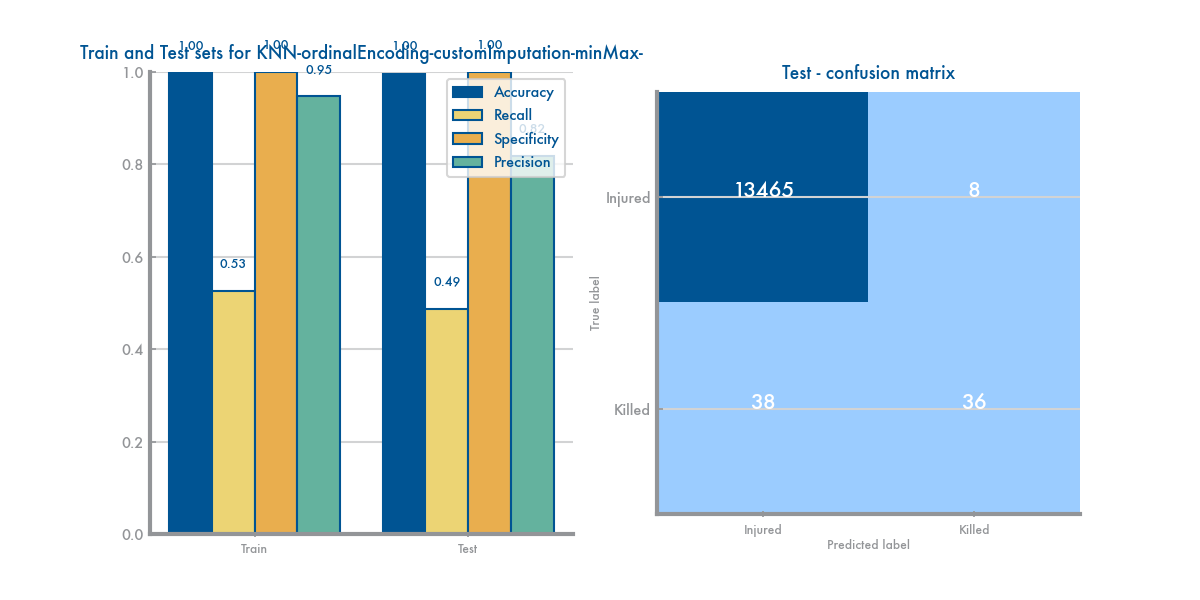 Train and Test sets for KNN-ordinalEncoding-customImputation-minMax-
1.00
1.00
0.95
1.00
1.00
0.53
0.49
0.82
Accuracy
Recall
Specificity
Precision
1.0
0.8
0.6
0.4
0.2
0.0
Train
Test
Test - confusion matrix
True label
Injured
Killed
13465
8
38
36
Injured
Killed
Predicted label